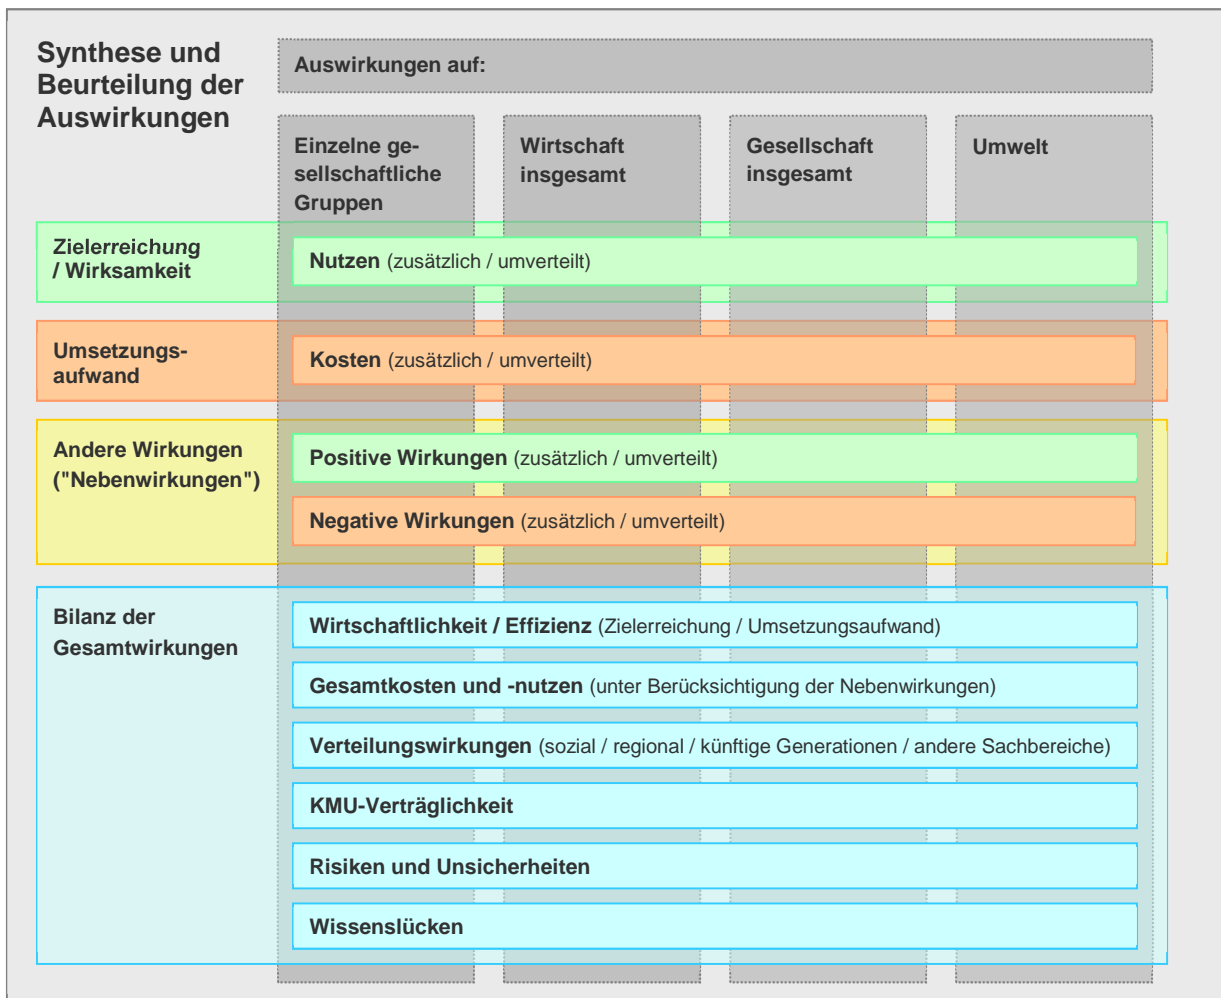 Synthese und
Beurteilung der
Auswirkungen
Auswirkungen auf:
Einzelne ge-
sellschaftliche
Gruppen
Wirtschaft
insgesamt
Gesellschaft
insgesamt
Umwelt
Zielerreichung
/ Wirksamkeit
Nutzen (zusätzlich / umverteilt)
Umsetzungs-
aufwand
Kosten (zusätzlich / umverteilt)
Andere Wirkungen
("Nebenwirkungen")
Positive Wirkungen (zusätzlich / umverteilt)
Negative Wirkungen (zusätzlich / umverteilt)
Bilanz der
Gesamtwirkungen
Wirtschaftlichkeit / Effizienz (Zielerreichung / Umsetzungsaufwand)
Gesamtkosten und -nutzen (unter Berücksichtigung der Nebenwirkungen)
Verteilungswirkungen (sozial / regional / künftige Generationen / andere Sachbereiche)
KMU-Verträglichkeit
Risiken und Unsicherheiten
Wissenslücken